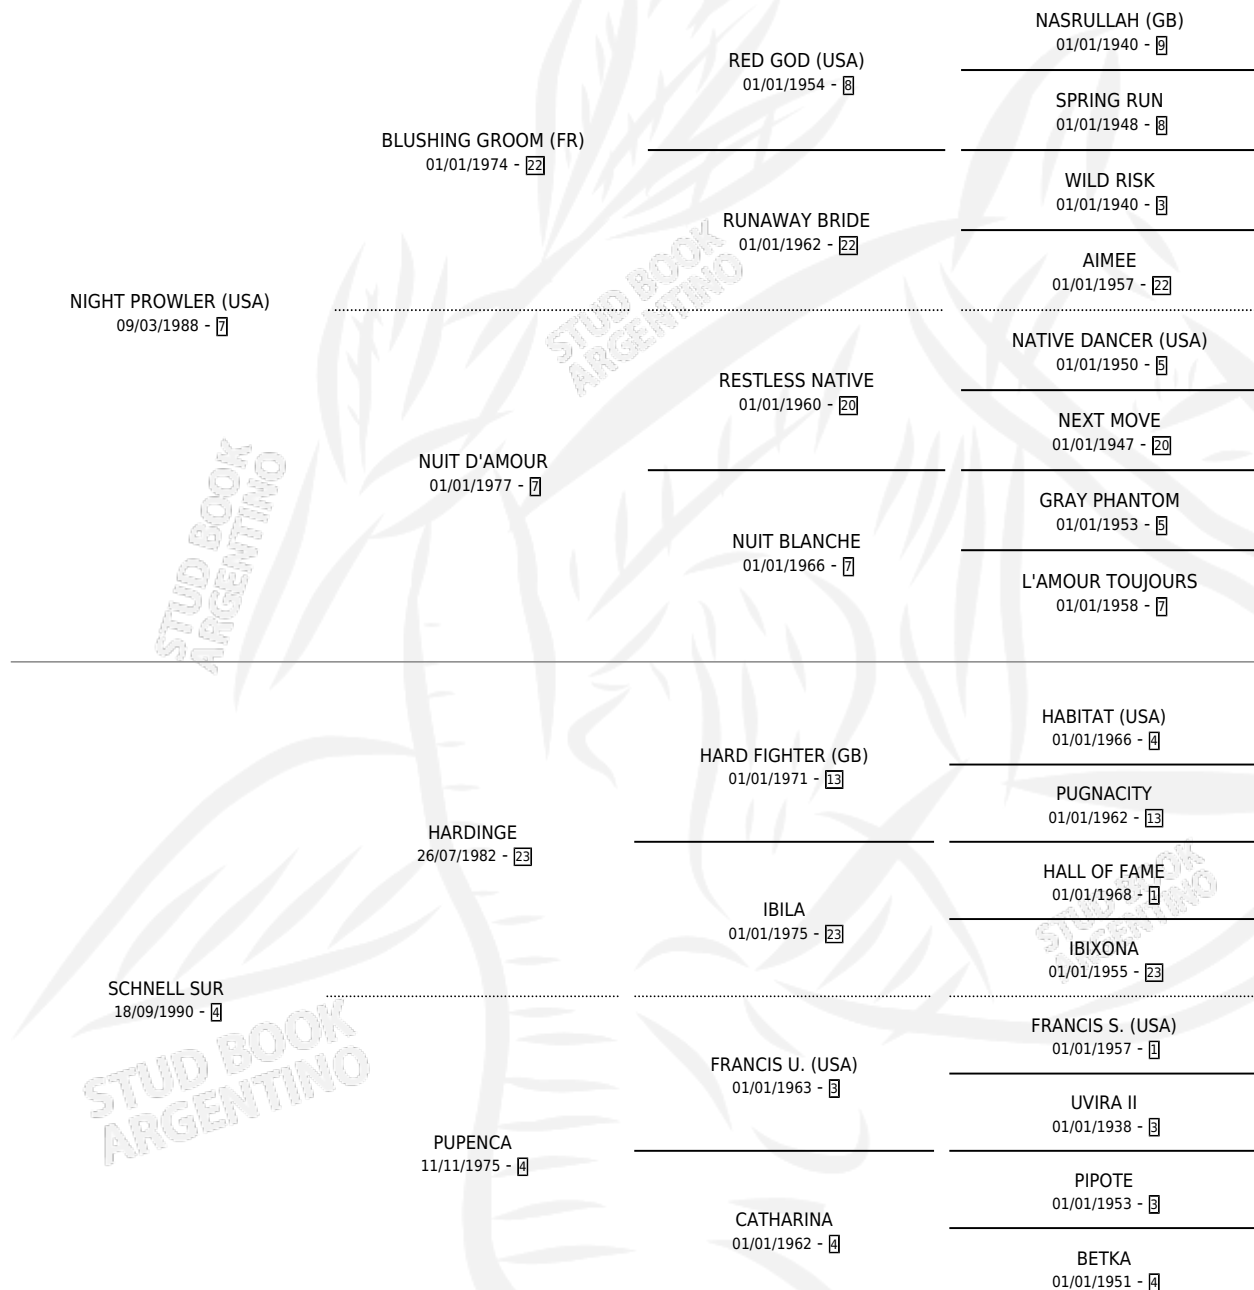 NASRULLAH (GB)
01/01/1940 - 9
RED GOD (USA)
01/01/1954 - 8
SPRING RUN
01/01/1948 - 8
BLUSHING GROOM (FR)
01/01/1974 - 22
WILD RISK
01/01/1940 - 3
RUNAWAY BRIDE
01/01/1962 - 22
AIMEE
01/01/1957 - 22
NIGHT PROWLER (USA)
09/03/1988 - 7
NATIVE DANCER (USA)
01/01/1950 - 5
RESTLESS NATIVE
01/01/1960 - 20
NEXT MOVE
01/01/1947 - 20
NUIT D'AMOUR
01/01/1977 - 7
GRAY PHANTOM
01/01/1953 - 5
NUIT BLANCHE
01/01/1966 - 7
L'AMOUR TOUJOURS
01/01/1958 - 7
HABITAT (USA)
01/01/1966 - 4
HARD FIGHTER (GB)
01/01/1971 - 13
PUGNACITY
01/01/1962 - 13
HARDINGE
26/07/1982 - 23
HALL OF FAME
01/01/1968 - 1
IBILA
01/01/1975 - 23
IBIXONA
01/01/1955 - 23
SCHNELL SUR
18/09/1990 - 4
FRANCIS S. (USA)
01/01/1957 - 1
FRANCIS U. (USA)
01/01/1963 - 3
UVIRA II
01/01/1938 - 3
PUPENCA
11/11/1975 - 4
PIPOTE
01/01/1953 - 3
CATHARINA
01/01/1962 - 4
BETKA
01/01/1951 - 4
STUD BOOK
ARGENTINO
STUD BOOK
ARGENTINO
STUD BOOK
ARGENTINO
STUD BOOK
ARGENTINO